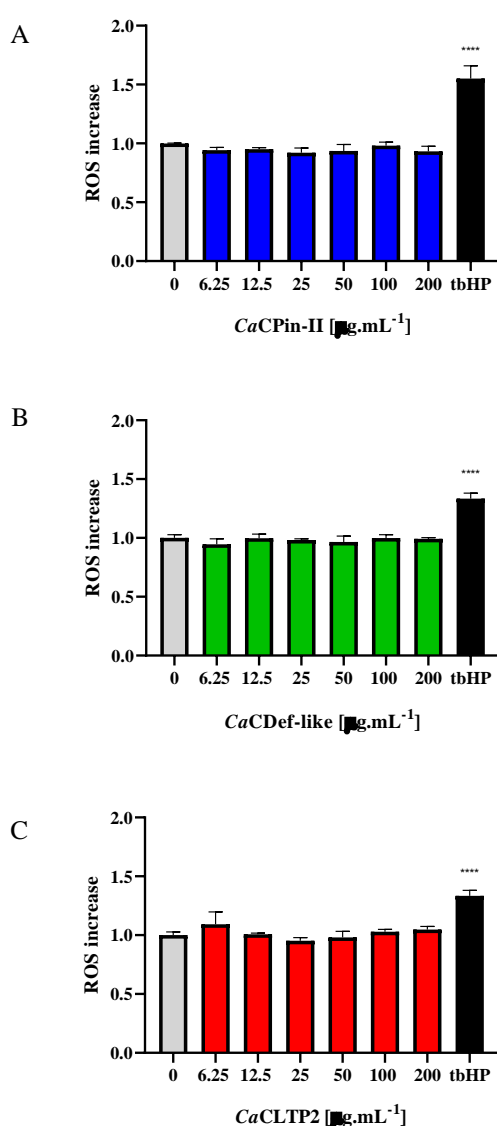 A
2.0
****
1.5
1.0
0.5
0.0
ROS increase
0 6.25 12.5 25 50 100 200 tbHP
CaCPin-II [μg.mL⁻¹]
B
2.0
****
1.5
1.0
0.5
0.0
ROS increase
0 6.25 12.5 25 50 100 200 tbHP
CaCDef-like [μg.mL⁻¹]
C
2.0
****
1.5
1.0
0.5
0.0
ROS increase
0 6.25 12.5 25 50 100 200 tbHP
CaCLTP2 [μg.mL⁻¹]